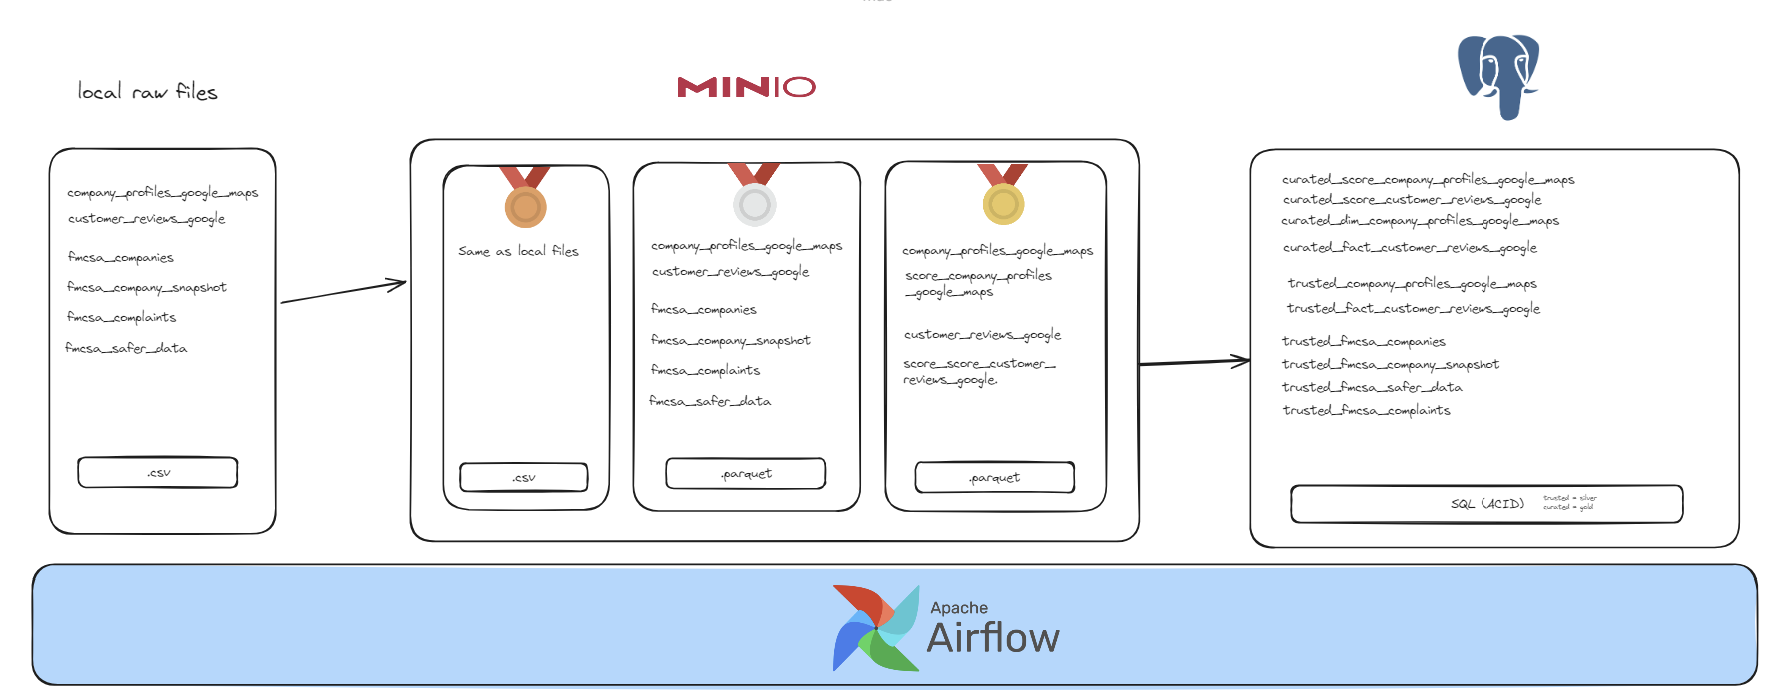 local raw files
company_profiles_google_maps
customer_reviews_google
fmcsa_companies
fmcsa_company_snapshot
fmcsa_complaints
fmcsa_safer_data
.csv
MINIO
Same as local files
.csv
company_profiles_google_maps
customer_reviews_google
fmcsa_companies
fmcsa_company_snapshot
fmcsa_complaints
fmcsa_safer_data
.parquet
company_profiles_google_maps
score_company_profiles
_google_maps
customer_reviews_google
score_score_customer_
reviews_google.
.parquet
curated_score_company_profiles_google_maps
curated_score_customer_reviews_google
curated_dim_company_profiles_google_maps
curated_fact_customer_reviews_google
trusted_company_profiles_google_maps
trusted_fact_customer_reviews_google
trusted_fmcsa_companies
trusted_fmcsa_company_snapshot
trusted_fmcsa_safer_data
trusted_fmcsa_complaints
SQL (ACID)
trusted = silver
curated = gold
Apache
Airflow